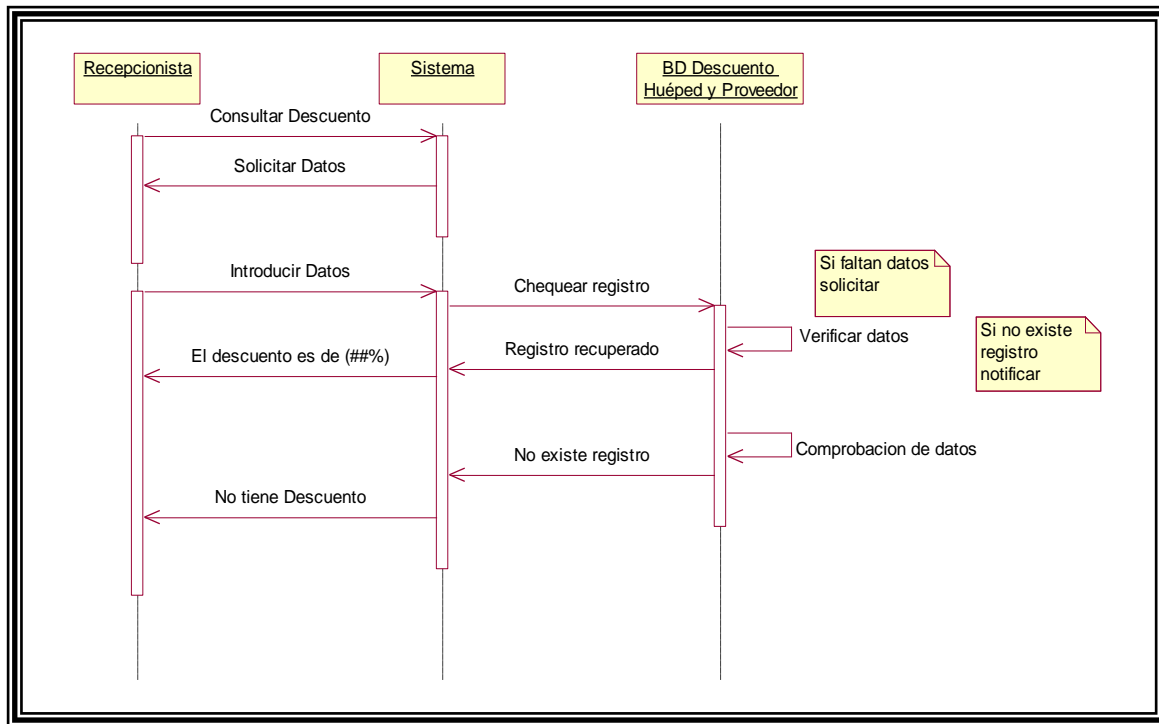 Recepcionista
Sistema
BD Descuento
Huéped y Proveedor
Consultar Descuento
Solicitar Datos
Introducir Datos
Chequear registro
Si faltan datos
solicitar
Verificar datos
Si no existe
registro
notificar
Registro recuperado
El descuento es de (##%)
Comprobacion de datos
No existe registro
No tiene Descuento